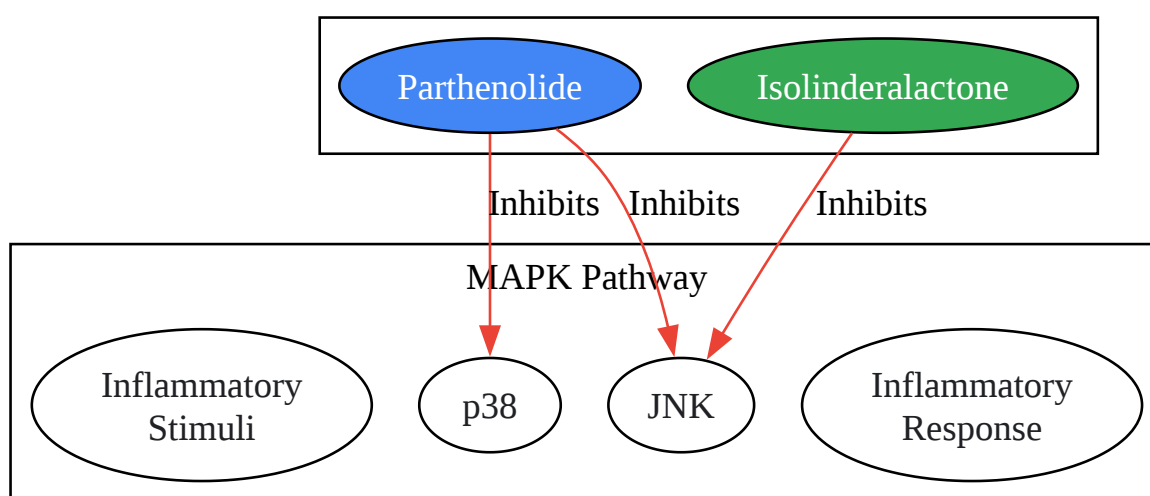 Parthenolide
Isolinderalactone
Inhibits
Inhibits
Inhibits
MAPK Pathway
Inflammatory
Stimuli
p38
JNK
Inflammatory
Response